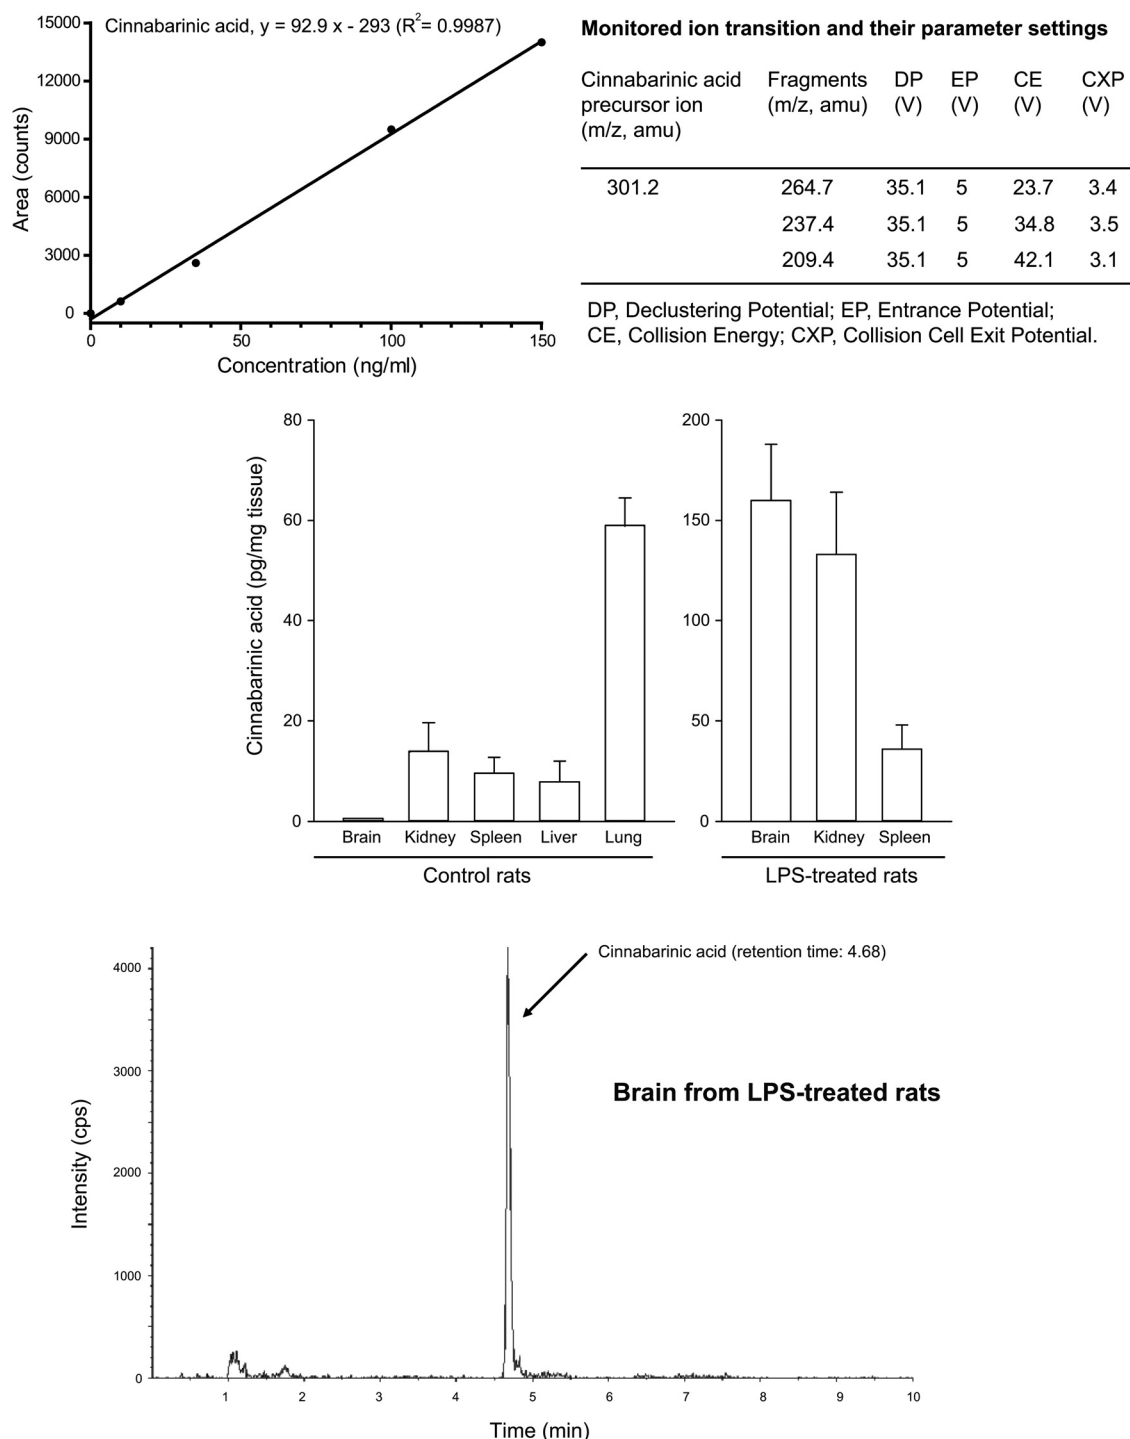 Cinnabarinic acid, y = 92.9 x - 293 (R²= 0.9987)
15000
12000
9000
6000
3000
0
Area (counts)
0 50 100 150
Concentration (ng/ml)
Monitored ion transition and their parameter settings
Cinnabarinic acid Fragments DP EP CE CXP
precursor ion (m/z, amu) (V) (V) (V) (V)
(m/z, amu)
301.2 264.7 35.1 5 23.7 3.4
237.4 35.1 5 34.8 3.5
209.4 35.1 5 42.1 3.1
DP, Declustering Potential; EP, Entrance Potential;
CE, Collision Energy; CXP, Collision Cell Exit Potential.
Cinnabarinic acid (pg/mg tissue)
80
60
40
20
0
Brain Kidney Spleen Liver Lung
Control rats
200
150
100
50
0
Brain Kidney Spleen
LPS-treated rats
Cinnabarinic acid (retention time: 4.68)
Brain from LPS-treated rats
Intensity (cps)
4000
3000
2000
1000
0
1 2 3 4 5 6 7 8 9 10
Time (min)